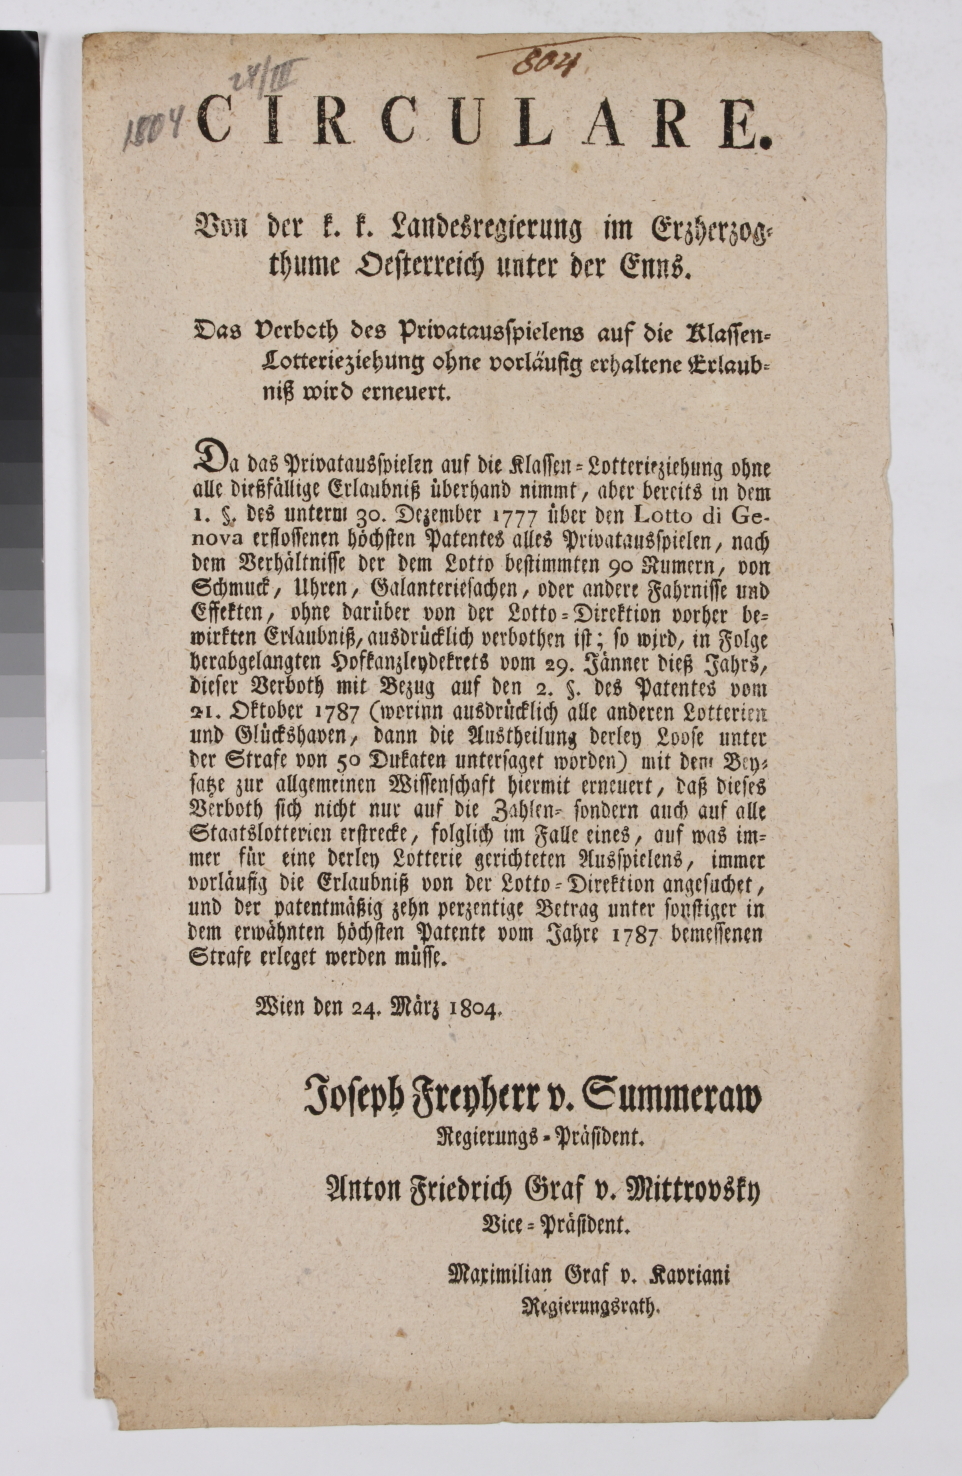 804
24/III
1804
CIRCULARE.
Von der k. k. Landesregierung im Erzherzog-
thume Oesterreich unter der Enns.
Das Verboth des Privatausspielens auf die Klassen-
Lotterieziehung ohne vorläufig erhaltene Erlaub-
niß wird erneuert.
Da das Privatausspielen auf die Klassen-Lotterieziehung ohne
alle dießfällige Erlaubniß überhand nimmt, aber bereits in dem
1. §. des unterm 30. Dezember 1777 über den Lotto di Ge-
nova erflossenen höchsten Patentes alles Privatausspielen, nach
dem Verhältnisse der dem Lotto bestimmten 90 Numern, von
Schmuck, Uhren, Galanteriesachen, oder andere Fahrnisse und
Effekten, ohne darüber von der Lotto-Direktion vorher be-
wirkten Erlaubniß, ausdrücklich verbothen ist; so wird, in Folge
herabgelangten Hofkanzleydekrets vom 29. Jänner dieß Jahrs,
dieser Verboth mit Bezug auf den 2. §. des Patentes vom
21. Oktober 1787 (worinn ausdrücklich alle anderen Lotterien
und Glückshaven, dann die Austheilung derley Loose unter
der Strafe von 50 Dukaten untersaget worden) mit dem Bey-
satze zur allgemeinen Wissenschaft hiermit erneuert, daß dieses
Verboth sich nicht nur auf die Zahlen- sondern auch auf alle
Staatslotterien erstrecke, folglich im Falle eines, auf was im-
mer für eine derley Lotterie gerichteten Ausspielens, immer
vorläufig die Erlaubniß von der Lotto-Direktion angesuchet,
und der patentmäßig zehn perzentige Betrag unter sonstiger in
dem erwähnten höchsten Patente vom Jahre 1787 bemessenen
Strafe erleget werden müsse.
Wien den 24. März 1804.
Joseph Freyherr v. Summeraw
Regierungs-Präsident.
Anton Friedrich Graf v. Mittrovsky
Vice-Präsident.
Maximilian Graf v. Kavriani
Regierungsrath.